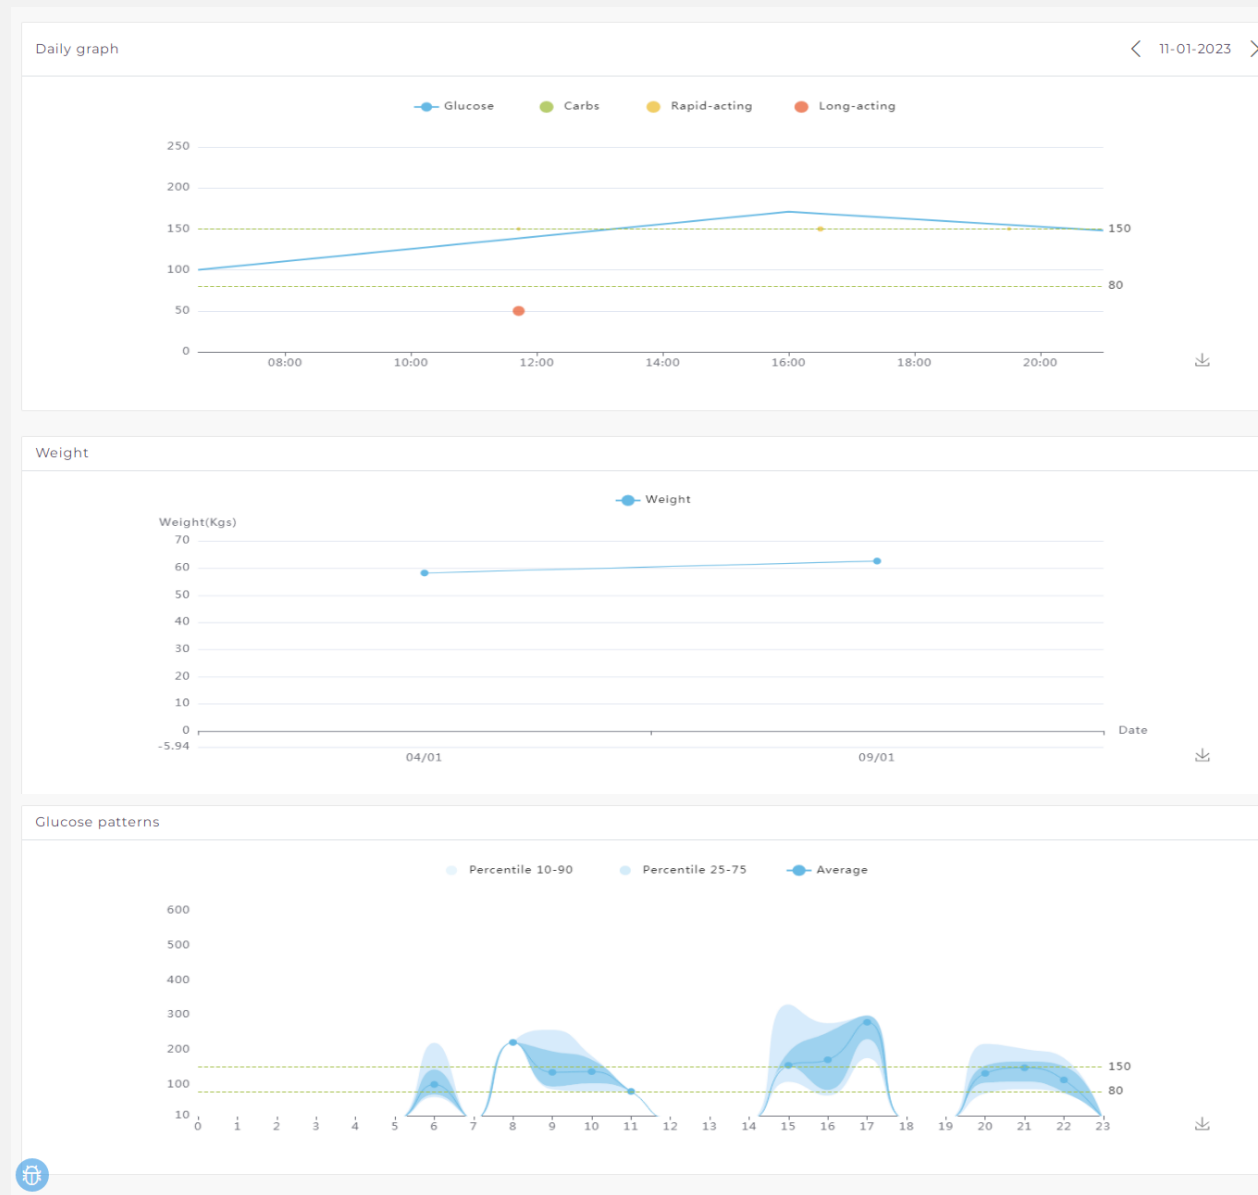 Daily graph
11-01-2023
Glucose Carbs Rapid-acting Long-acting
250
200
150 150
100
80
50
0
08:00 10:00 12:00 14:00 16:00 18:00 20:00
Weight
Weight
Weight(Kgs)
70
60
50
40
30
20
10
0 Date
-5.94
04/01 09/01
Glucose patterns
Percentile 10-90 Percentile 25-75 Average
600
500
400
300
200
150
100
80
10
0 1 2 3 4 5 6 7 8 9 10 11 12 13 14 15 16 17 18 19 20 21 22 23